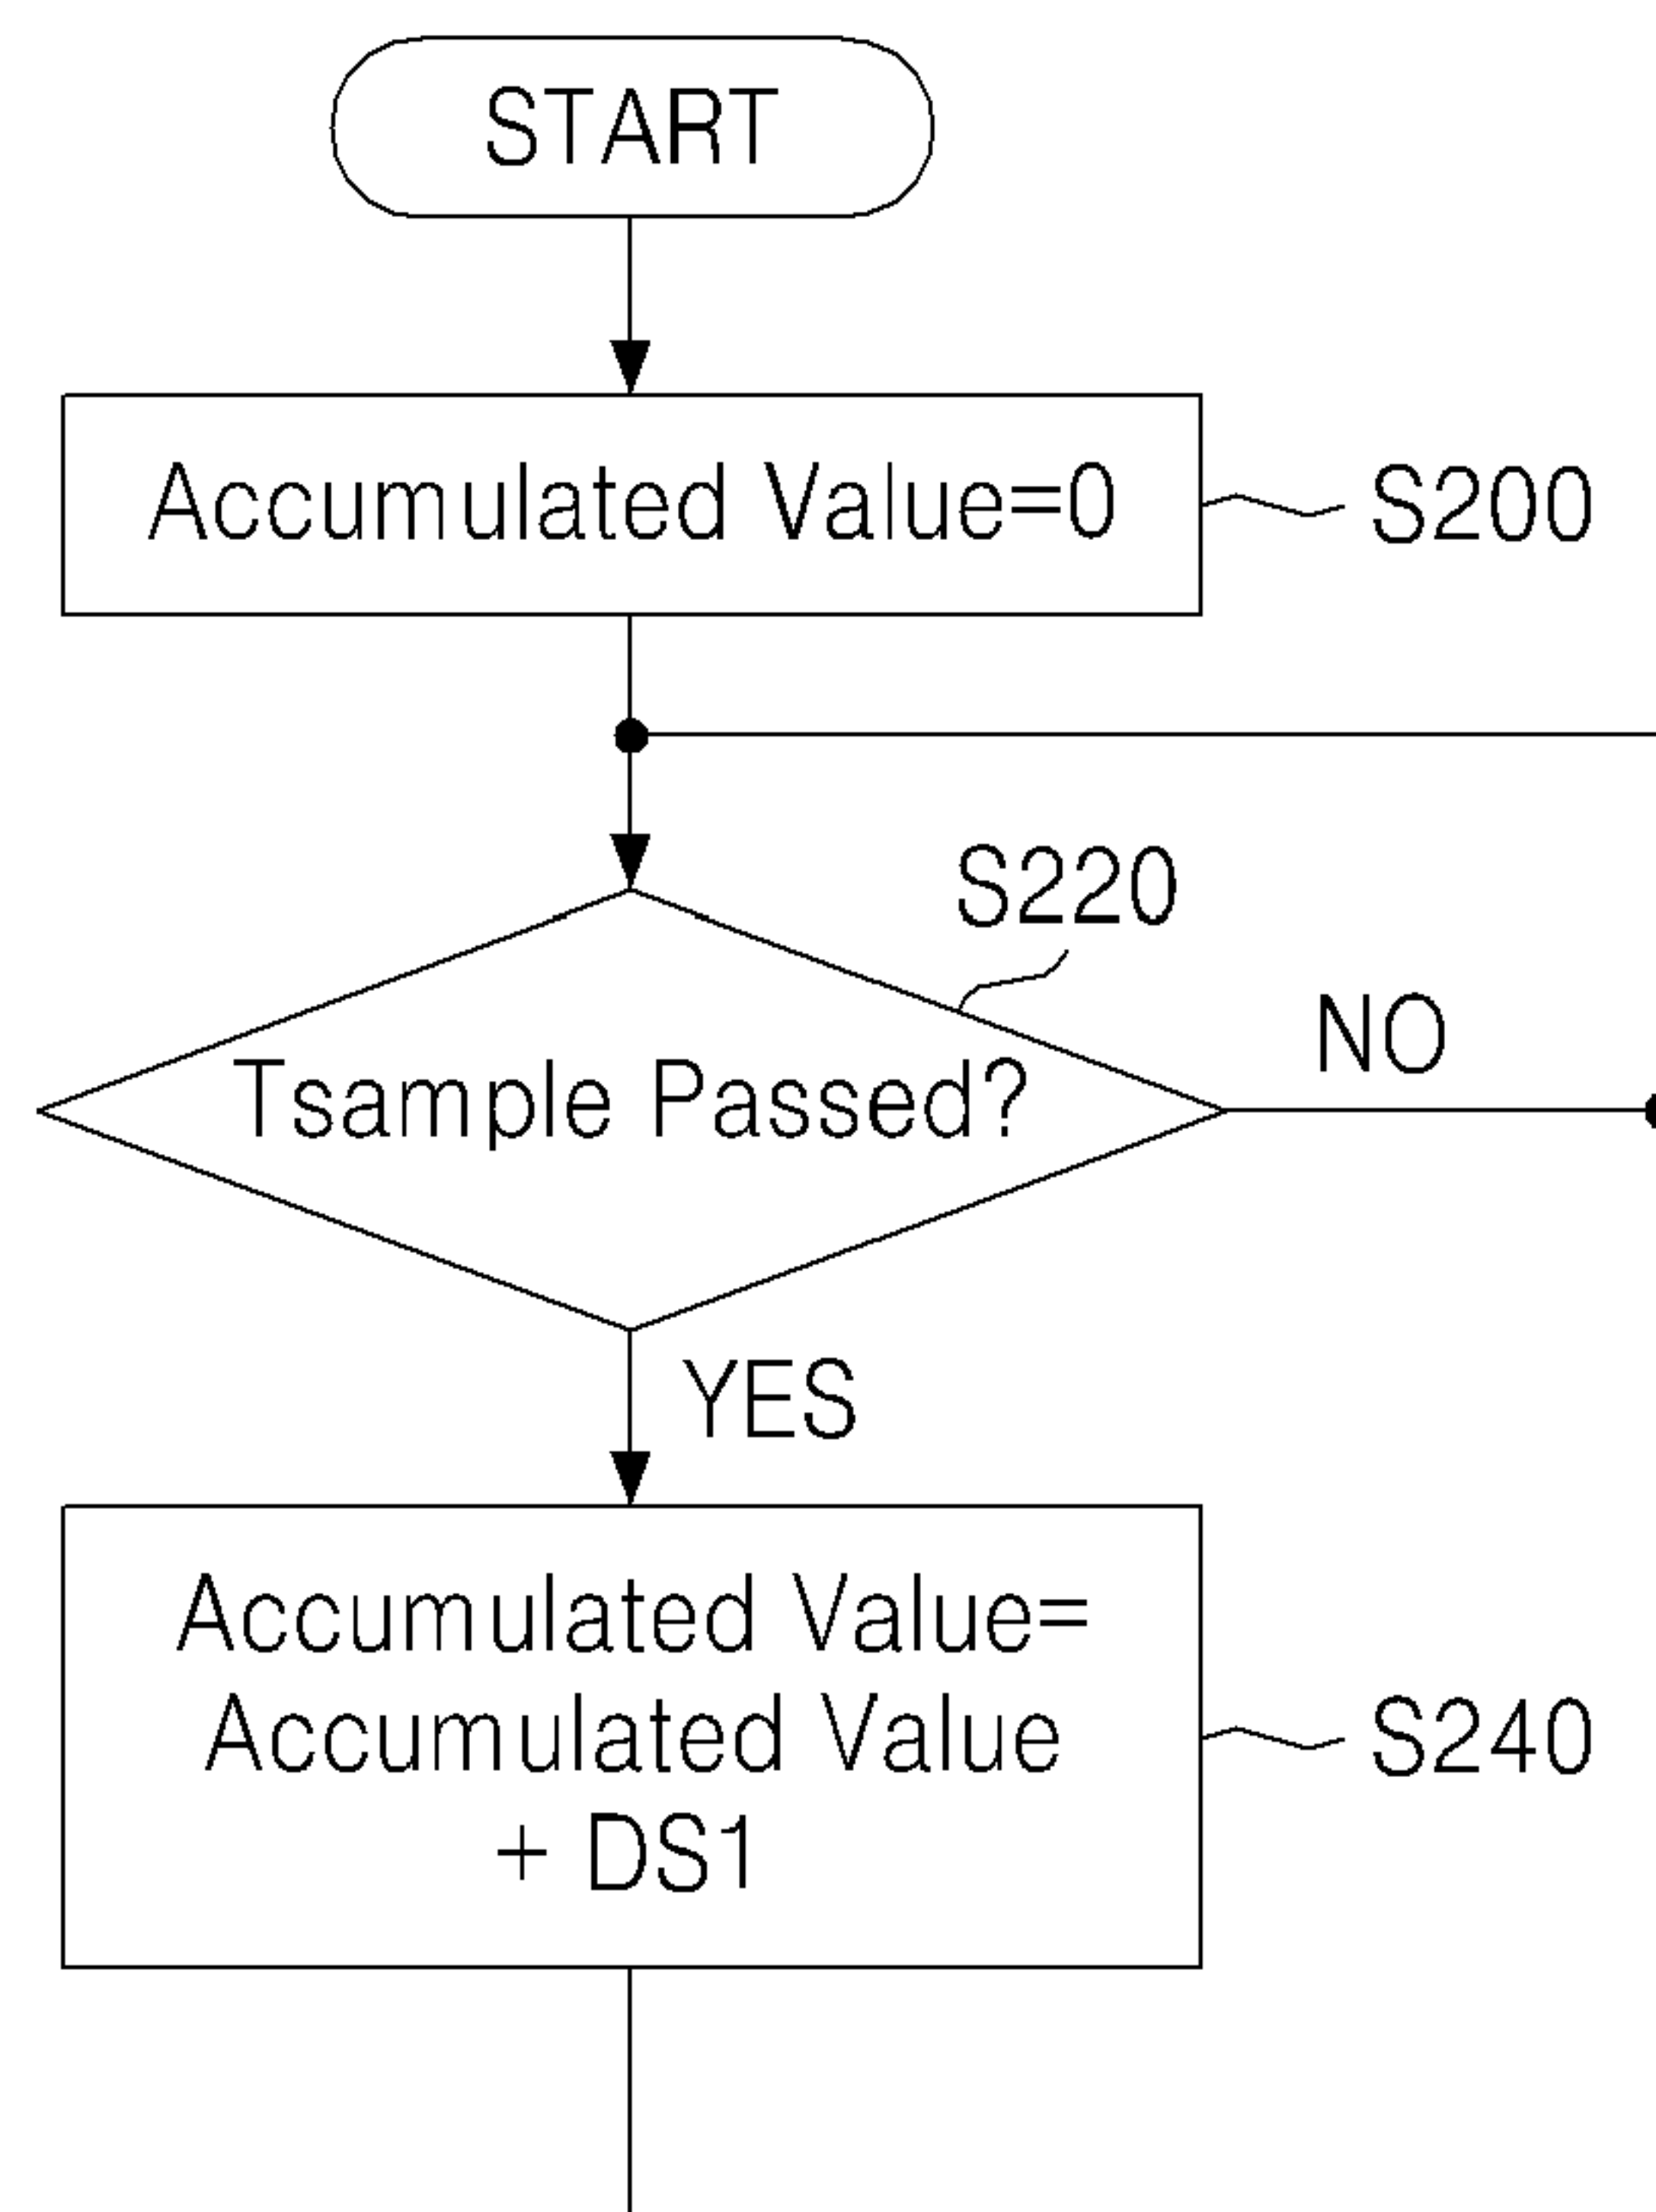 START
Accumulated Value=0
S200
S220
Tsample Passed?
NO
YES
Accumulated Value=
Accumulated Value
+ DS1
S240